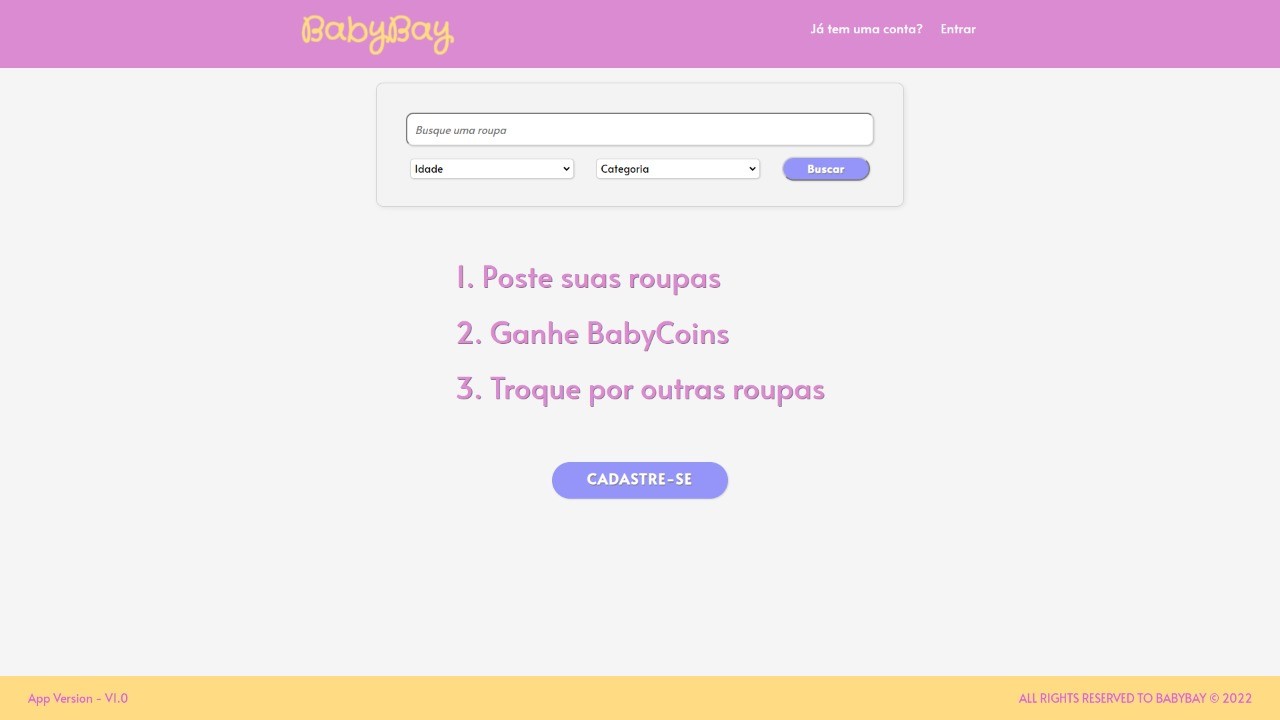 BabyBay
Já tem uma conta? Entrar
Busque uma roupa
Idade Categoria Buscar
1. Poste suas roupas
2. Ganhe BabyCoins
3. Troque por outras roupas
CADASTRE-SE
App Version - V1.0 ALL RIGHTS RESERVED TO BABYBAY © 2022